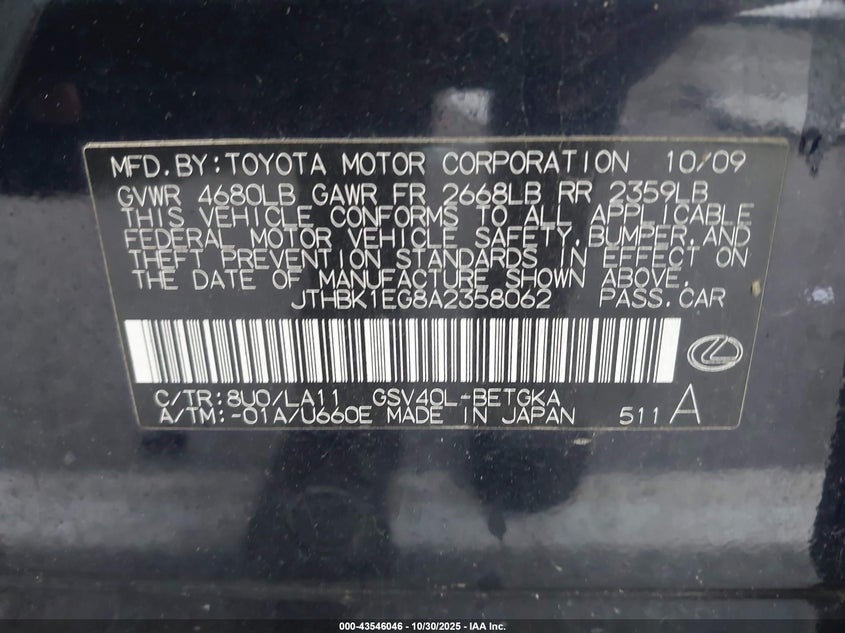 MFD.BY:TOYOTA MOTOR CORPORATION 10/09
GVWR 4680LB GAWR FR 2668LB RR 2359LB
THIS VEHICLE CONFORMS TO ALL APPLICABLE
FEDERAL MOTOR VEHICLE SAFETY,BUMPER,AND
THEFT PREVENTION STANDARDS IN EFFECT ON
THE DATE OF MANUFACTURE SHOWN ABOVE.
JTHBK1EG8A2358062 PASS.CAR
C/TR:8U0/LA11 GSV40L-BETGKA
A/TM:-01A/U660E MADE IN JAPAN 511 A
000-43546046 - 10/30/2025 - IAA Inc.